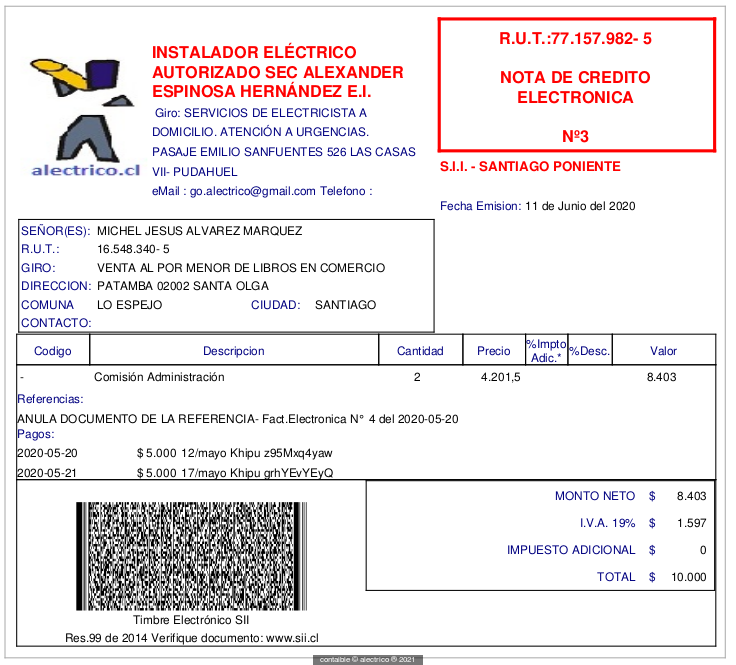 alectrico.cl
INSTALADOR ELÉCTRICO
AUTORIZADO SEC ALEXANDER
ESPINOSA HERNÁNDEZ E.I.
Giro: SERVICIOS DE ELECTRICISTA A
DOMICILIO. ATENCIÓN A URGENCIAS.
PASAJE EMILIO SANFUENTES 526 LAS CASAS
VII- PUDAHUEL
eMail : go.alectrico@gmail.com Telefono :
R.U.T.:77.157.982- 5
NOTA DE CREDITO
ELECTRONICA
Nº3
S.I.I. - SANTIAGO PONIENTE
Fecha Emision: 11 de Junio del 2020
SEÑOR(ES): MICHEL JESUS ALVAREZ MARQUEZ
R.U.T.: 16.548.340- 5
GIRO: VENTA AL POR MENOR DE LIBROS EN COMERCIO
DIRECCION: PATAMBA 02002 SANTA OLGA
COMUNA LO ESPEJO CIUDAD: SANTIAGO
CONTACTO:
Codigo Descripcion Cantidad Precio %Impto Adic.* %Desc. Valor
- Comisión Administración 2 4.201,5 8.403
Referencias:
ANULA DOCUMENTO DE LA REFERENCIA- Fact.Electronica N° 4 del 2020-05-20
Pagos:
2020-05-20 $ 5.000 12/mayo Khipu z95Mxq4yaw
2020-05-21 $ 5.000 17/mayo Khipu grhYEvYEyQ
MONTO NETO $ 8.403
I.V.A. 19% $ 1.597
IMPUESTO ADICIONAL $ 0
TOTAL $ 10.000
Timbre Electrónico SII
Res.99 de 2014 Verifique documento: www.sii.cl
contaible © alectrico ® 2021